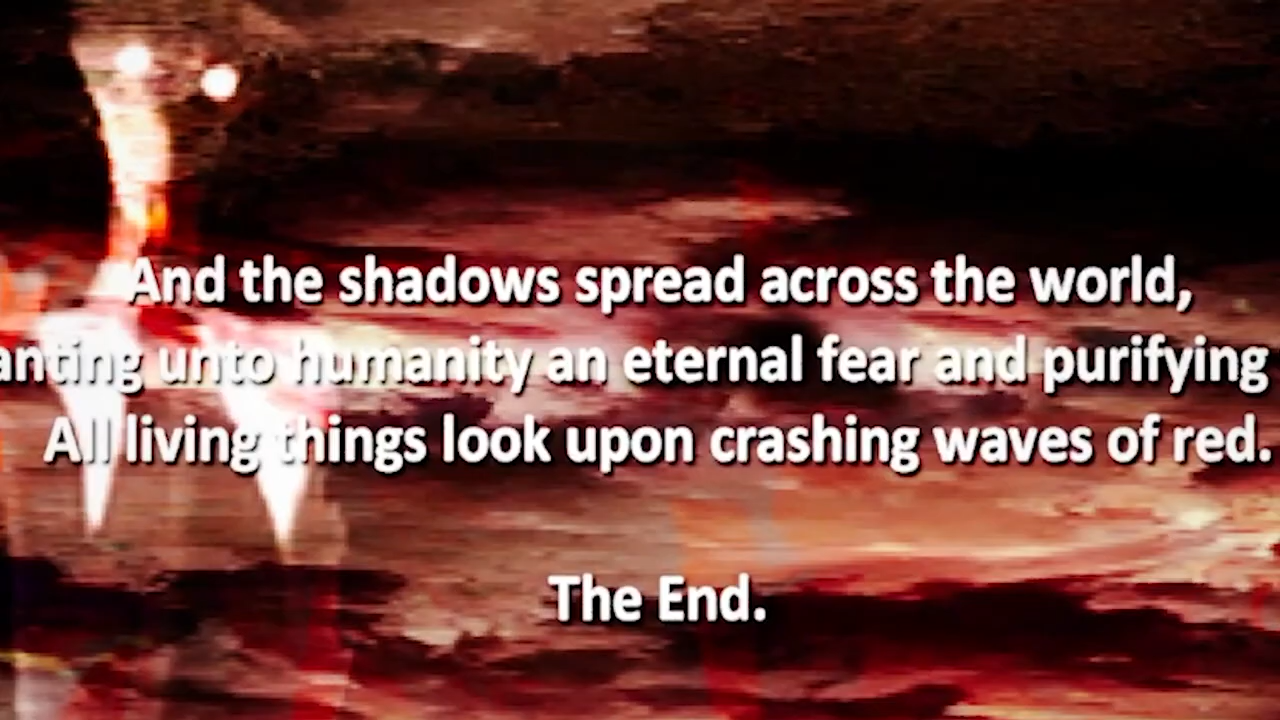 And the shadows spread across the world,
anting unto humanity an eternal fear and purifying
All living things look upon crashing waves of red.
The End.